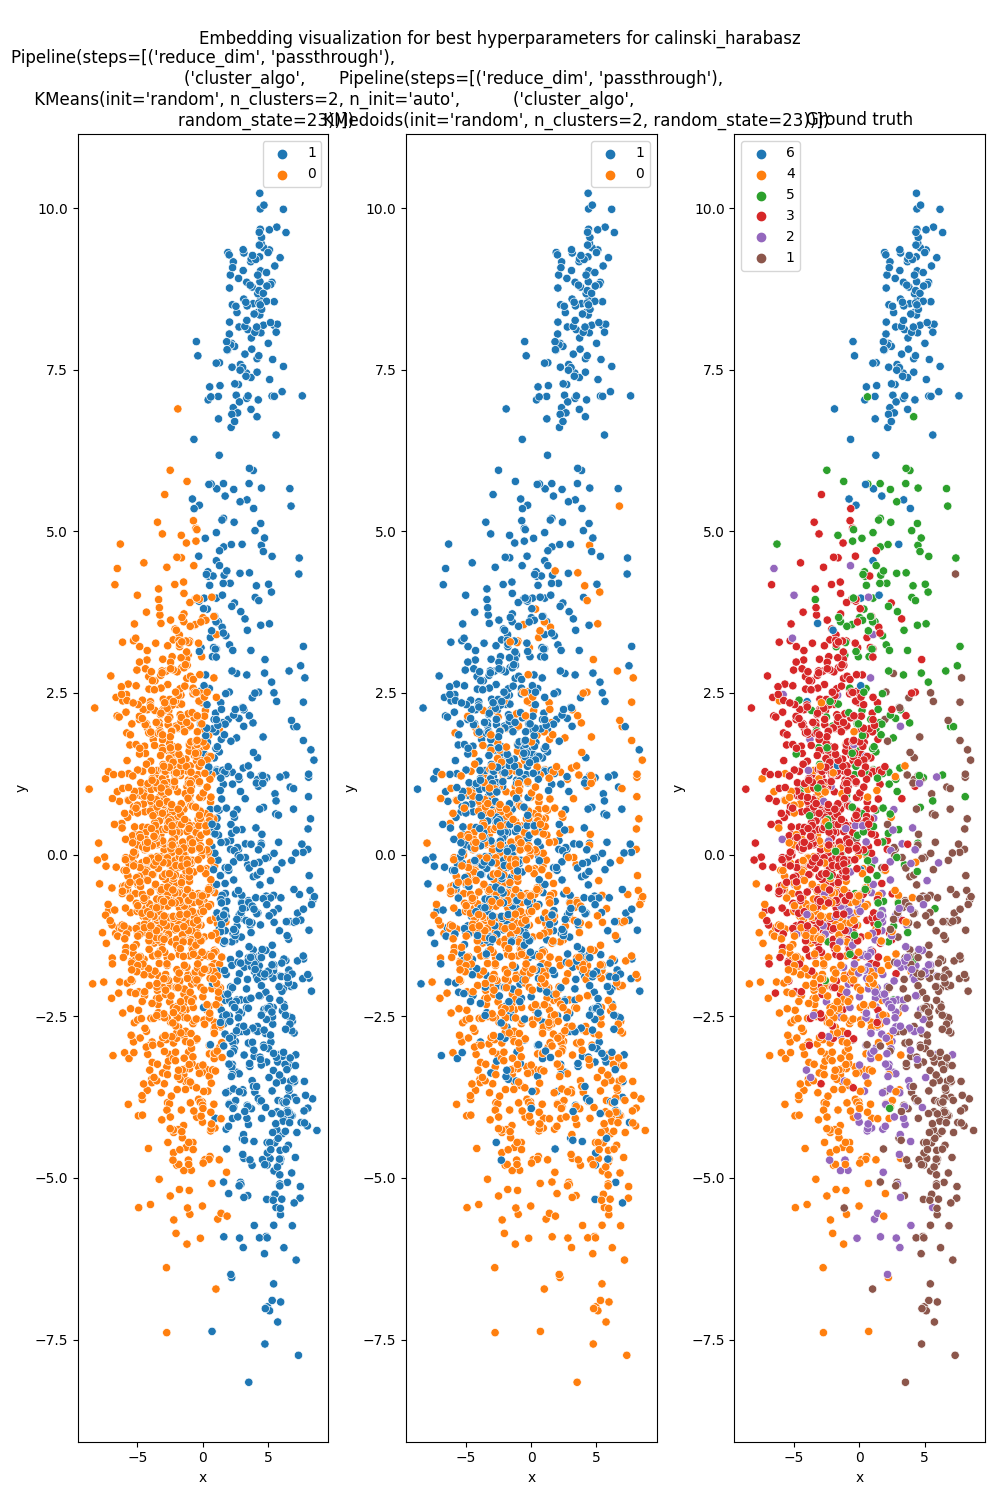 Embedding visualization for best hyperparameters for calinski_harabasz
Pipeline(steps=[('reduce_dim', 'passthrough'),
('cluster_algo',
KMeans(init='random', n_clusters=2, n_init='auto',
random_state=23))])
Pipeline(steps=[('reduce_dim', 'passthrough'),
('cluster_algo',
KMedoids(init='random', n_clusters=2, random_state=23))])
Ground truth
1
0
10.0
7.5
5.0
2.5
0.0
−2.5
−5.0
−7.5
y
−5 0 5
x
1
0
10.0
7.5
5.0
2.5
0.0
−2.5
−5.0
−7.5
y
−5 0 5
x
6
4
5
3
2
1
10.0
7.5
5.0
2.5
0.0
−2.5
−5.0
−7.5
y
−5 0 5
x